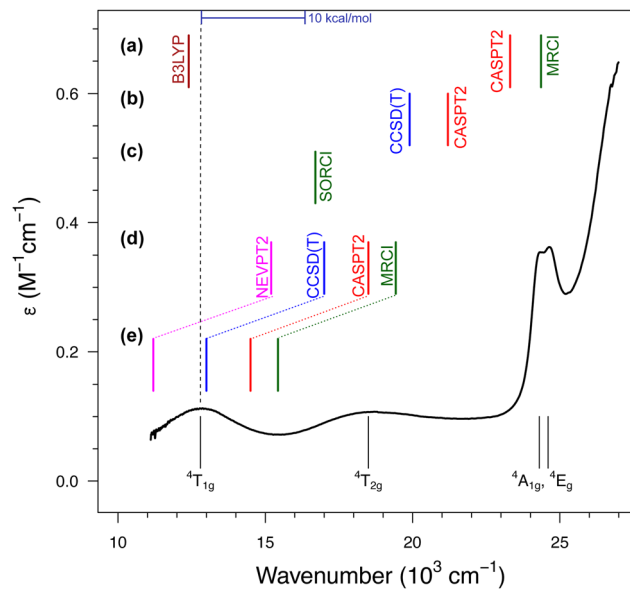 10 kcal/mol
(a)
B3LYP
CASPT2
MRCI
(b)
CCSD(T)
CASPT2
(c)
SORCI
(d)
NEVPT2
CCSD(T)
CASPT2
MRCI
(e)
ε (M⁻¹cm⁻¹)
0.6
0.4
0.2
0.0
⁴T₁g
⁴T₂g
⁴A₁g, ⁴Eg
10 15 20 25
Wavenumber (10³ cm⁻¹)